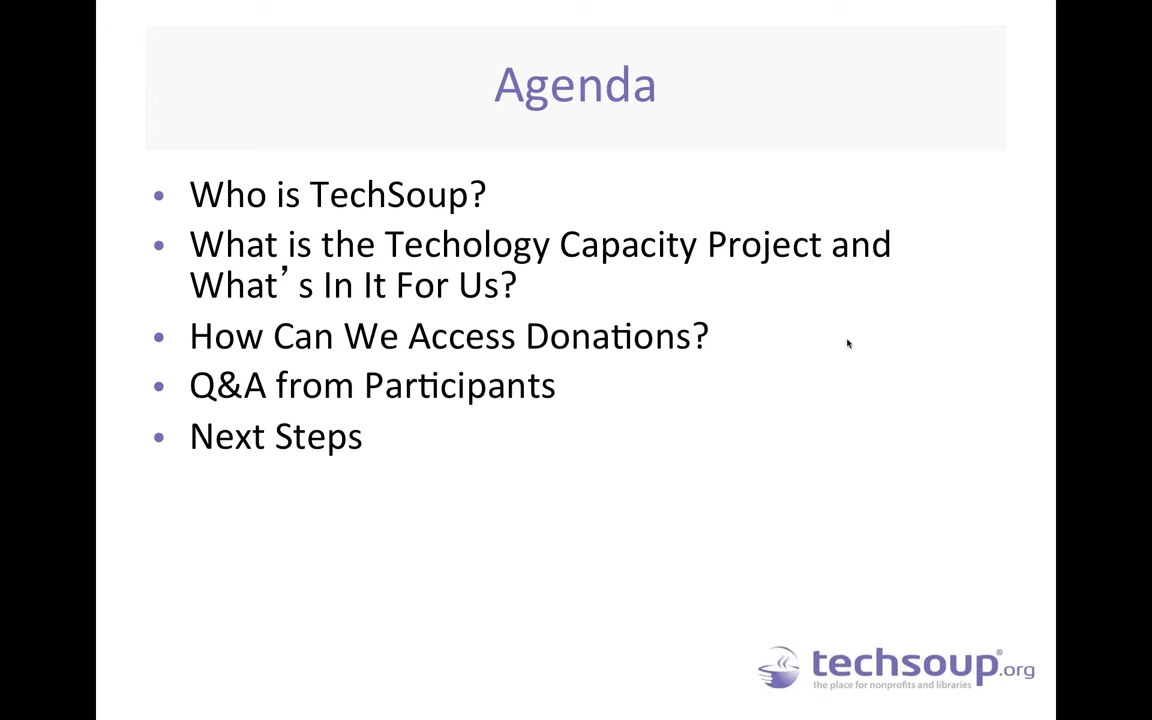 Agenda
• Who is TechSoup?
• What is the Techology Capacity Project and
What’s In It For Us?
• How Can We Access Donations?
• Q&A from Participants
• Next Steps
techsoup®.org
the place for nonprofits and libraries